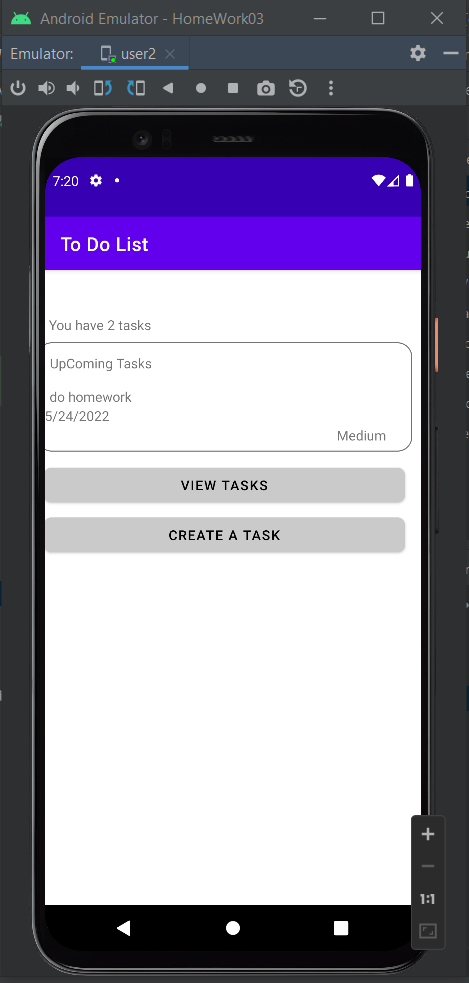 Android Emulator - HomeWork03
Emulator: user2
7:20
To Do List
You have 2 tasks
UpComing Tasks
do homework
5/24/2022
Medium
VIEW TASKS
CREATE A TASK
1:1